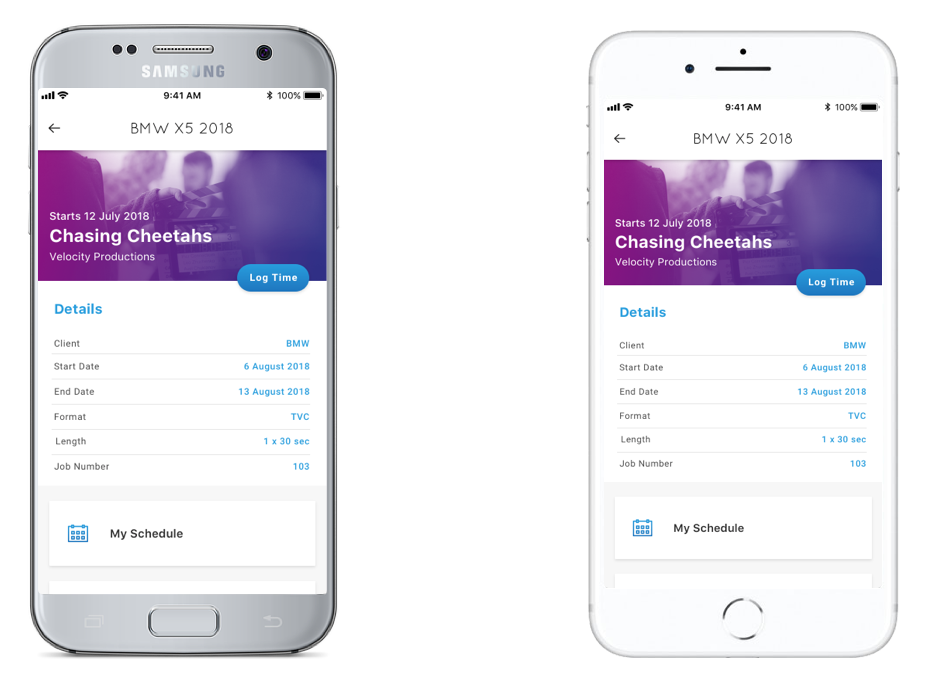 SAMSUNG
9:41 AM
100%
BMW X5 2018
Starts 12 July 2018
Chasing Cheetahs
Velocity Productions
Log Time
Details
Client BMW
Start Date 6 August 2018
End Date 13 August 2018
Format TVC
Length 1 x 30 sec
Job Number 103
My Schedule
9:41 AM
100%
BMW X5 2018
Starts 12 July 2018
Chasing Cheetahs
Velocity Productions
Log Time
Details
Client BMW
Start Date 6 August 2018
End Date 13 August 2018
Format TVC
Length 1 x 30 sec
Job Number 103
My Schedule